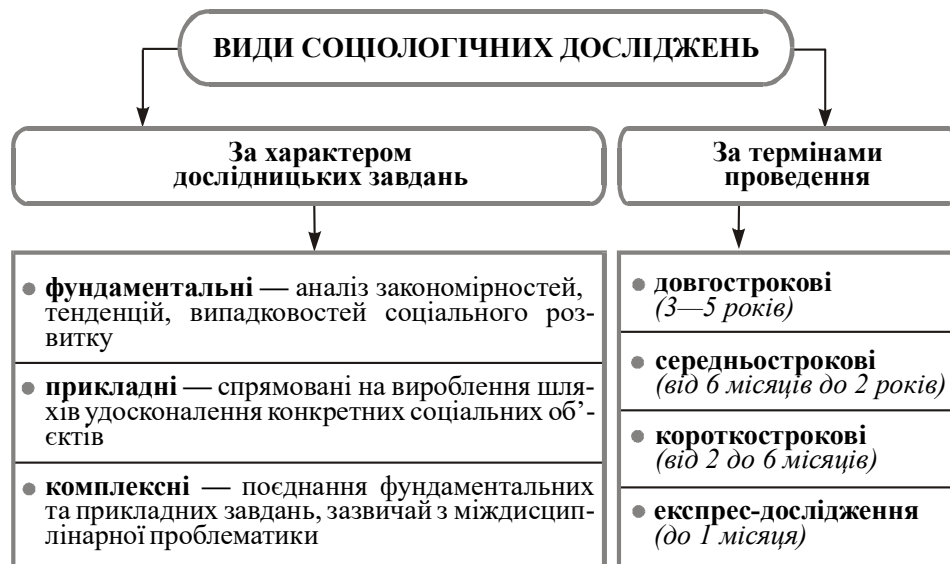 ВИДИ СОЦІОЛОГІЧНИХ ДОСЛІДЖЕНЬ
За характером
дослідницьких завдань
фундаментальні — аналіз закономірностей,
тенденцій, випадковостей соціального роз-
витку
прикладні — спрямовані на вироблення шля-
хів удосконалення конкретних соціальних об’-
єктів
комплексні — поєднання фундаментальних
та прикладних завдань, зазвичай з міждисцип-
лінарної проблематики
За термінами
проведення
довгострокові
(3—5 років)
середньострокові
(від 6 місяців до 2 років)
короткострокові
(від 2 до 6 місяців)
експрес-дослідження
(до 1 місяця)